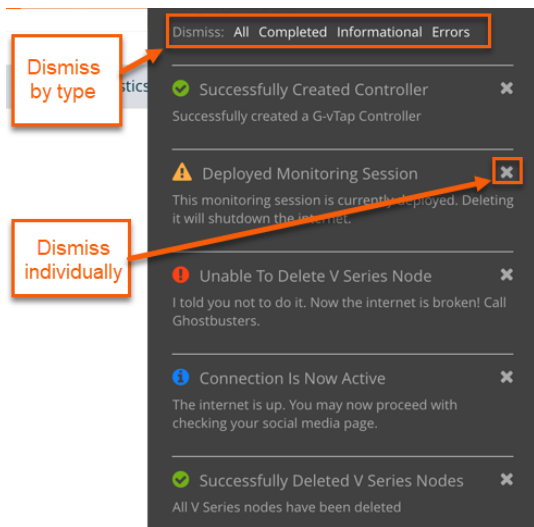 Dismiss: All Completed Informational Errors
Dismiss
by type
stics
Successfully Created Controller
Successfully created a G-vTap Controller
Deployed Monitoring Session
This monitoring session is currently deployed. Deleting
it will shutdown the internet.
Dismiss
individually
Unable To Delete V Series Node
I told you not to do it. Now the internet is broken! Call
Ghostbusters.
Connection Is Now Active
The internet is up. You may now proceed with
checking your social media page.
Successfully Deleted V Series Nodes
All V Series nodes have been deleted